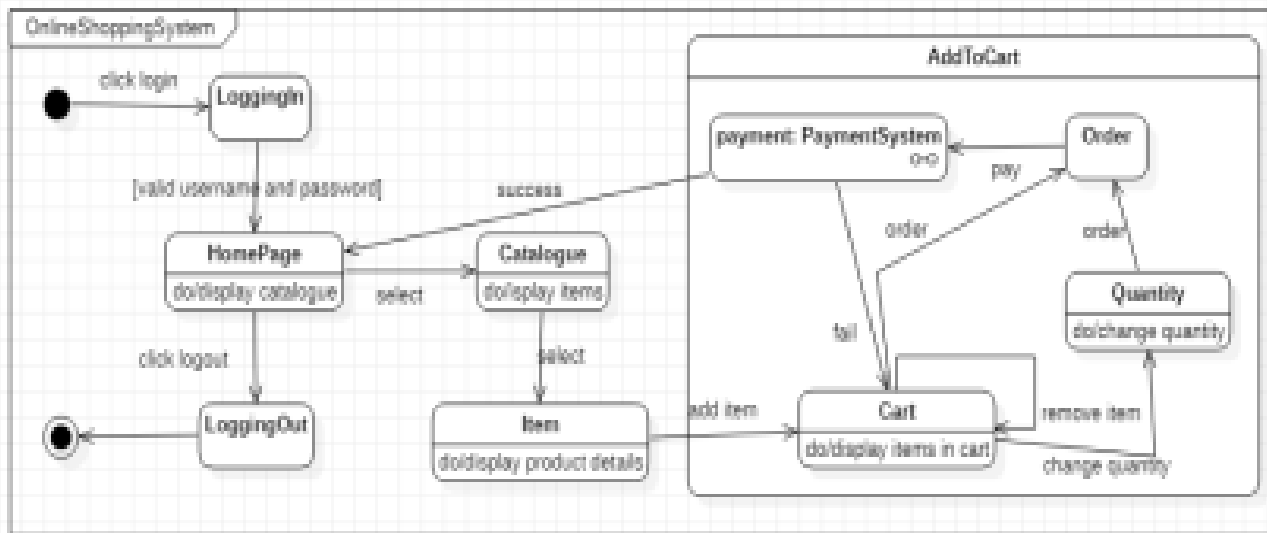 OnlineShoppingSystem
click login
LoggingIn
[valid username and password]
HomePage
do/display catalogue
select
Catalogue
do/isplay items
click logout
select
LoggingOut
Item
do/display product details
success
add item
AddToCart
payment: PaymentSystem
Order
pay
order
order
Quantity
do/change quantity
fail
Cart
do/display items in cart
remove item
change quantity